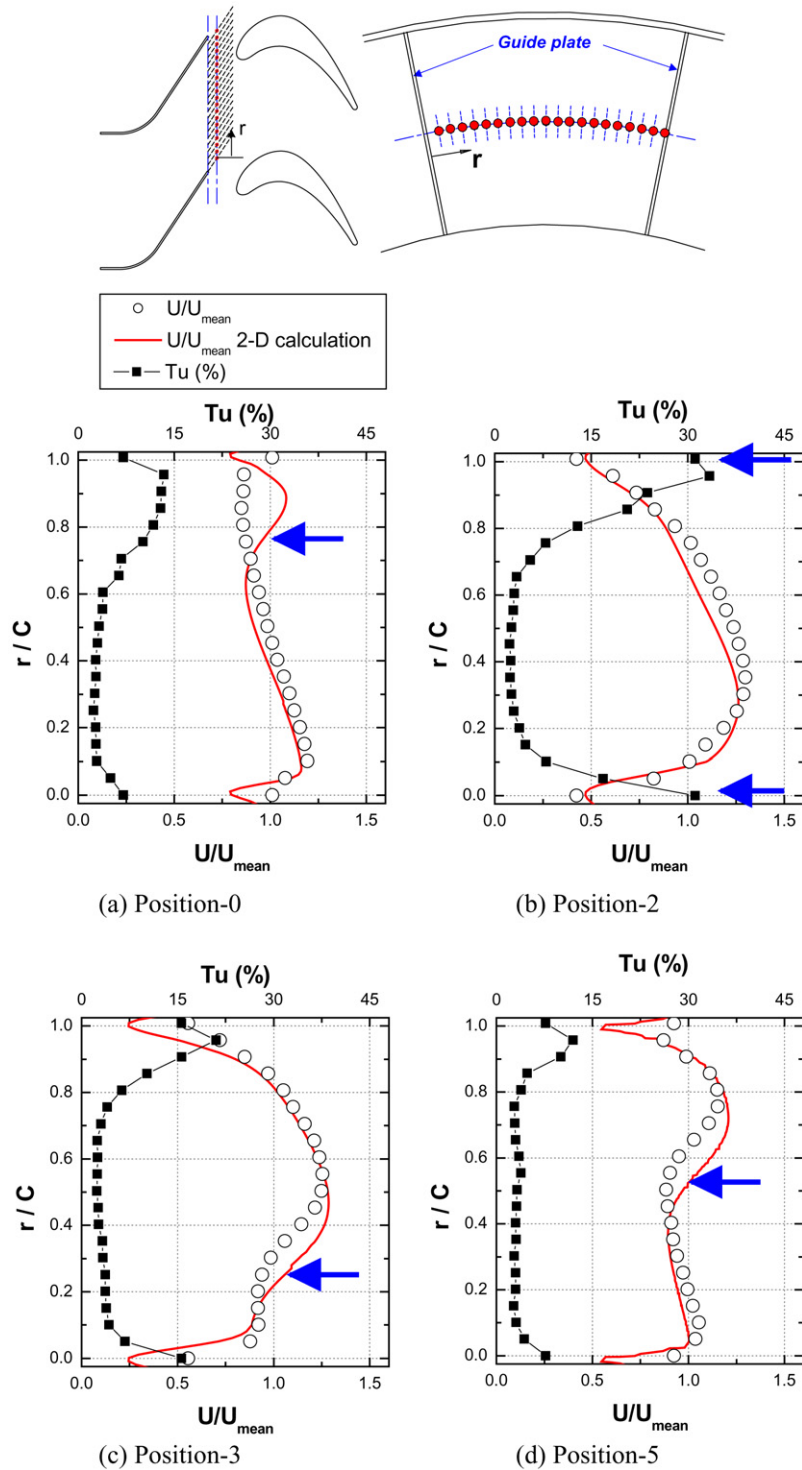 Guide plate
r
r
U/Umean
U/Umean 2-D calculation
Tu (%)
Tu (%)
0 15 30 45
1.0
0.8
0.6
0.4
0.2
0.0
r / C
0.0 0.5 1.0 1.5
U/Umean
(a) Position-0
Tu (%)
0 15 30 45
1.0
0.8
0.6
0.4
0.2
0.0
r / C
0.0 0.5 1.0 1.5
U/Umean
(b) Position-2
Tu (%)
0 15 30 45
1.0
0.8
0.6
0.4
0.2
0.0
r / C
0.0 0.5 1.0 1.5
U/Umean
(c) Position-3
Tu (%)
0 15 30 45
1.0
0.8
0.6
0.4
0.2
0.0
r / C
0.0 0.5 1.0 1.5
U/Umean
(d) Position-5